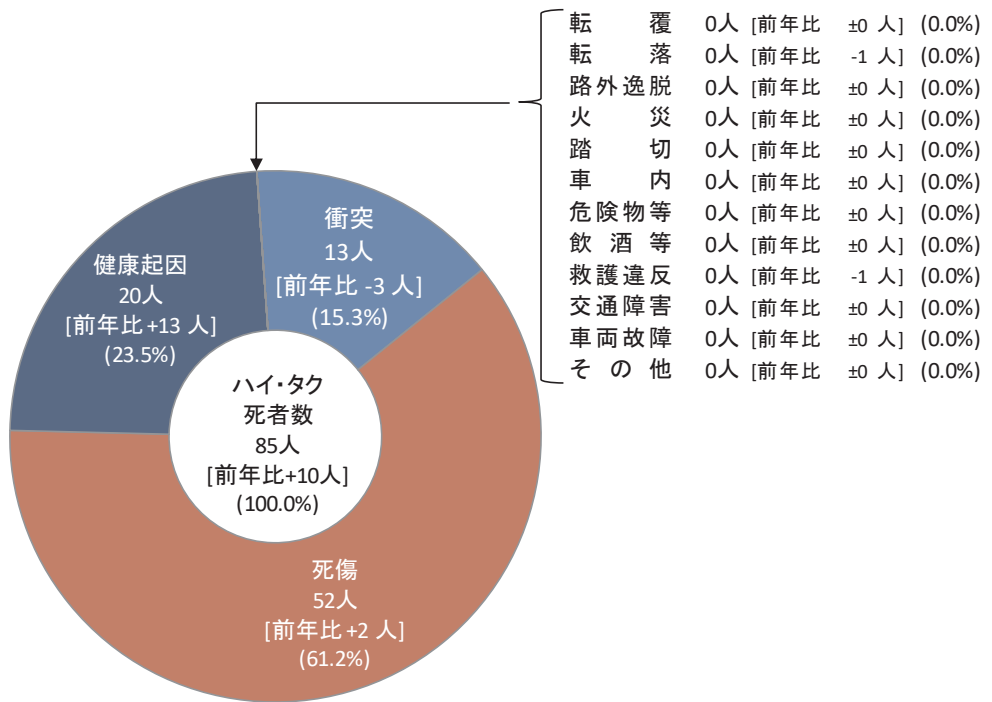 転覆 0人 [前年比 ±0 人] (0.0%)
転落 0人 [前年比 -1 人] (0.0%)
路外逸脱 0人 [前年比 ±0 人] (0.0%)
火災 0人 [前年比 ±0 人] (0.0%)
踏切 0人 [前年比 ±0 人] (0.0%)
車内 0人 [前年比 ±0 人] (0.0%)
危険物等 0人 [前年比 ±0 人] (0.0%)
飲酒等 0人 [前年比 ±0 人] (0.0%)
救護違反 0人 [前年比 -1 人] (0.0%)
交通障害 0人 [前年比 ±0 人] (0.0%)
車両故障 0人 [前年比 ±0 人] (0.0%)
その他 0人 [前年比 ±0 人] (0.0%)
衝突
13人
[前年比 -3 人]
(15.3%)
健康起因
20人
[前年比 +13 人]
(23.5%)
ハイ・タク
死者数
85人
[前年比+10人]
(100.0%)
死傷
52人
[前年比 +2 人]
(61.2%)